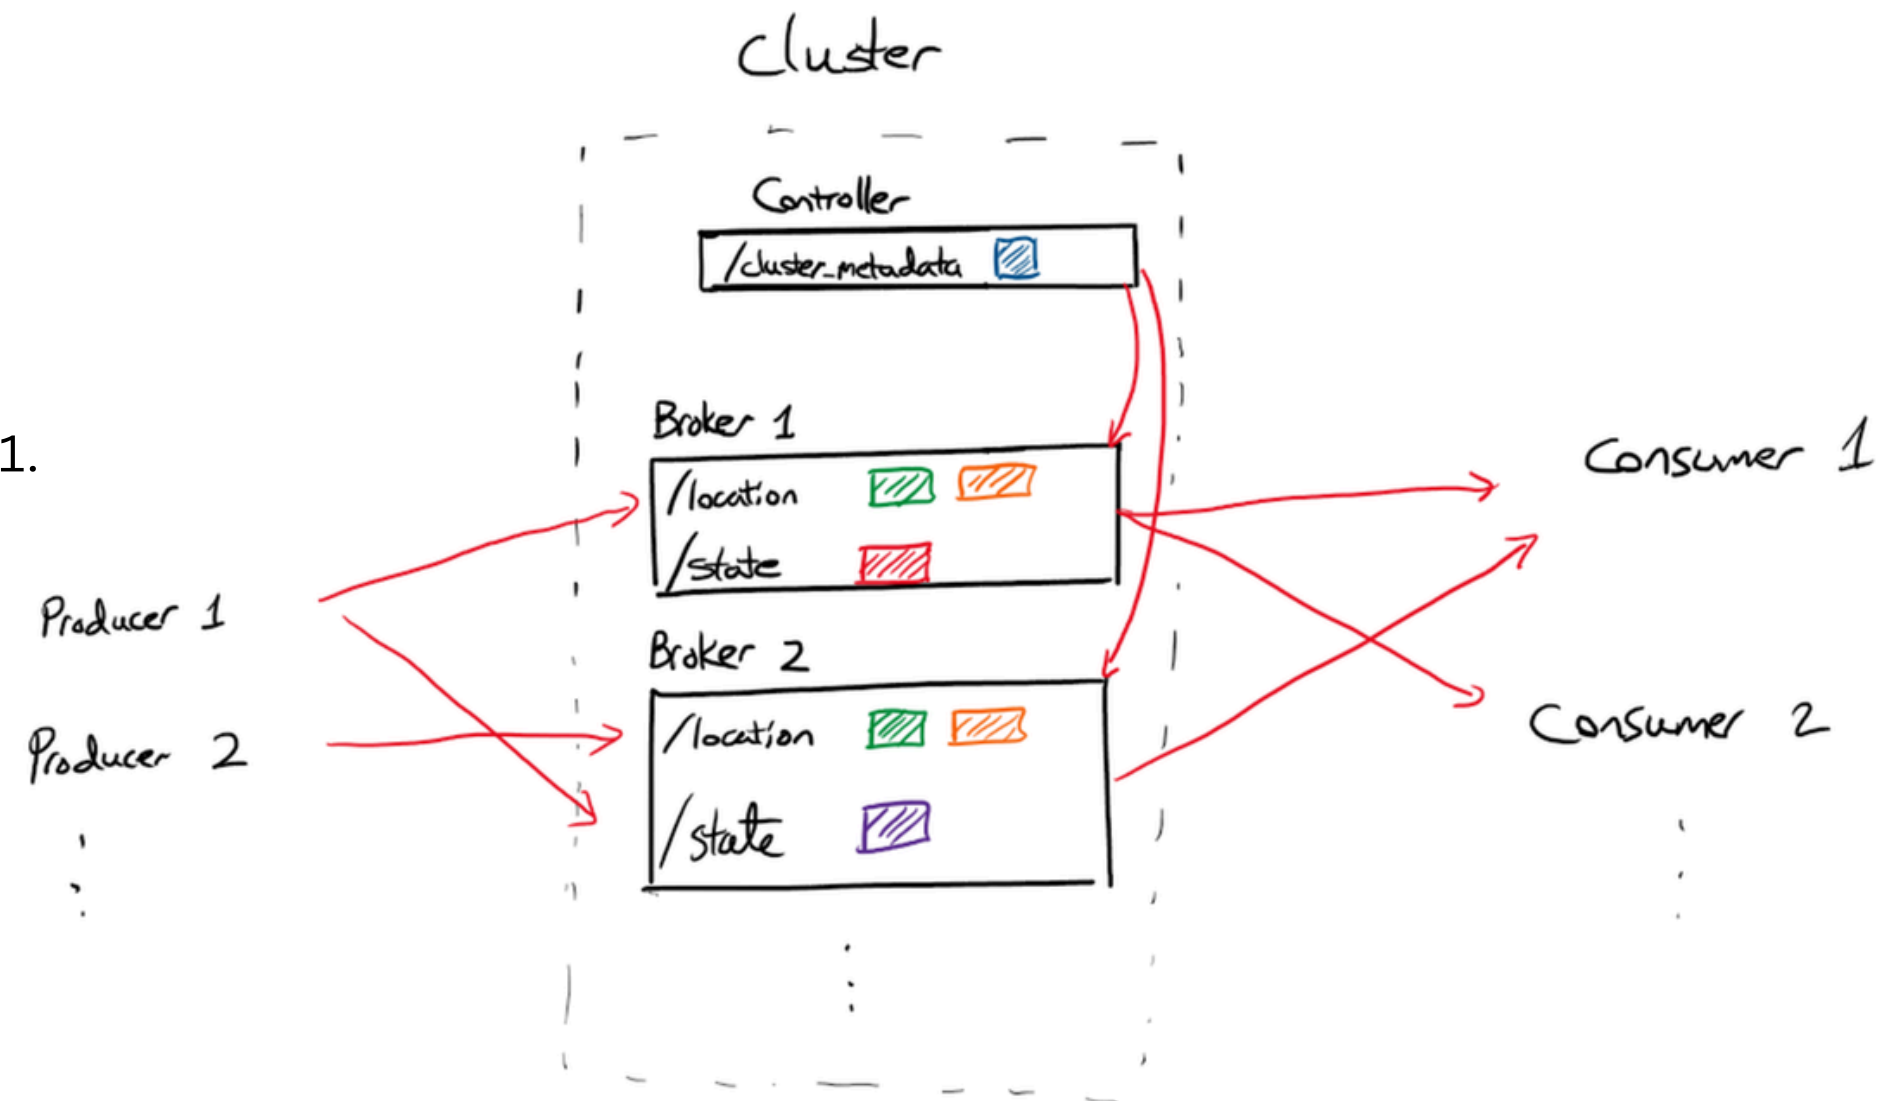 Cluster
Controller
/cluster_metadata
1.
Broker 1
/location
/state
Broker 2
/location
/state
Producer 1
Producer 2
Consumer 1
Consumer 2